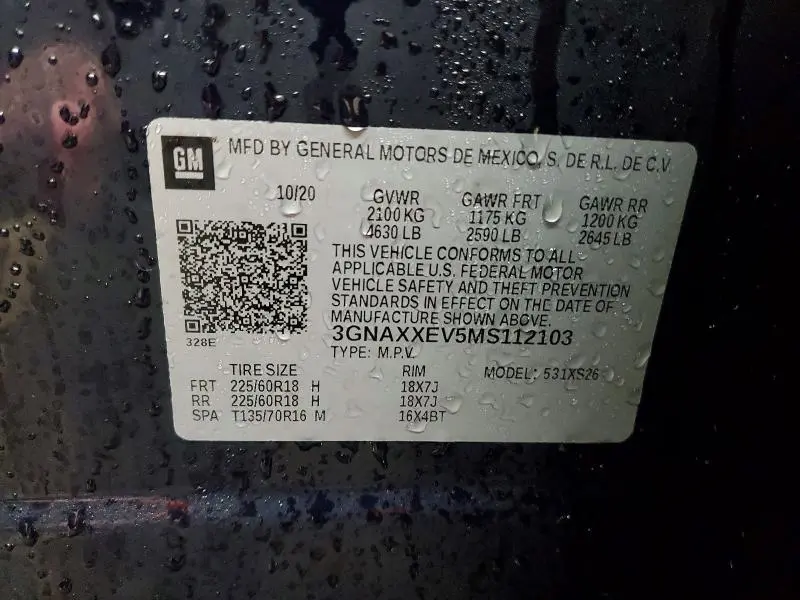 GM MFD BY GENERAL MOTORS DE MEXICO, S. DE R.L. DE C.V.
10/20 GVWR GAWR FRT GAWR RR
2100 KG 1175 KG 1200 KG
4630 LB 2590 LB 2645 LB
THIS VEHICLE CONFORMS TO ALL
APPLICABLE U.S. FEDERAL MOTOR
VEHICLE SAFETY AND THEFT PREVENTION
STANDARDS IN EFFECT ON THE DATE OF
MANUFACTURE SHOWN ABOVE.
328E 3GNAXXEV5MS112103
TYPE: M.P.V.
TIRE SIZE RIM MODEL: 531XS26
FRT 225/60R18 H 18X7J
RR 225/60R18 H 18X7J
SPA T135/70R16 M 16X4BT